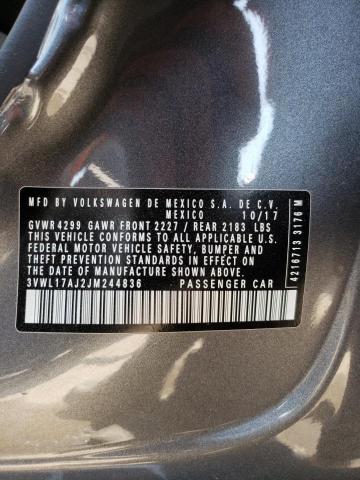 MFD BY VOLKSWAGEN DE MEXICO S.A. DE C.V.
MEXICO 10/17
GVWR4299 GAWR FRONT 2227 / REAR 2183 LBS
THIS VEHICLE CONFORMS TO ALL APPLICABLE U.S.
FEDERAL MOTOR VEHICLE SAFETY, BUMPER AND
THEFT PREVENTION STANDARDS IN EFFECT ON THE
DATE OF MANUFACTURE SHOWN ABOVE.
3VWL17AJ2JM244836 PASSENGER CAR
4216713 3176 M